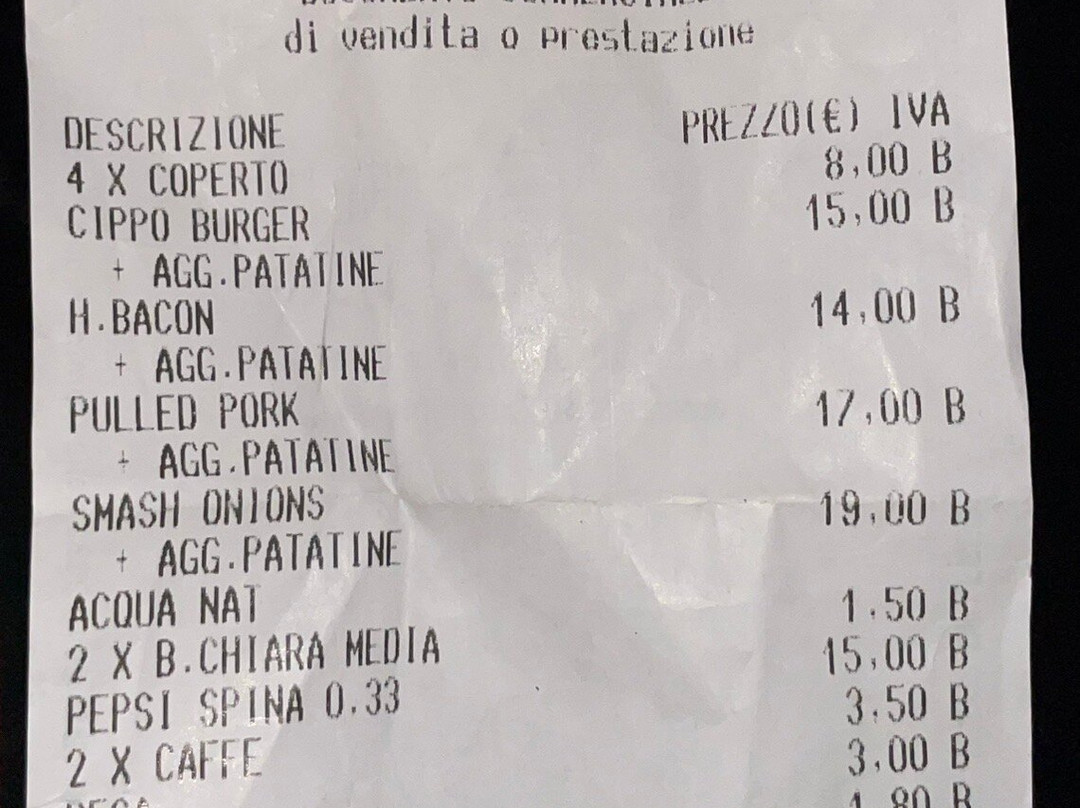 di vendita o prestazione
DESCRIZIONE PREZZO(€) IVA
4 X COPERTO 8,00 B
CIPPO BURGER 15,00 B
+ AGG.PATATINE
H.BACON 14,00 B
+ AGG.PATATINE
PULLED PORK 17,00 B
+ AGG.PATATINE
SMASH ONIONS 19,00 B
+ AGG.PATATINE
ACQUA NAT 1,50 B
2 X B.CHIARA MEDIA 15,00 B
PEPSI SPINA 0.33 3,50 B
2 X CAFFE 3,00 B